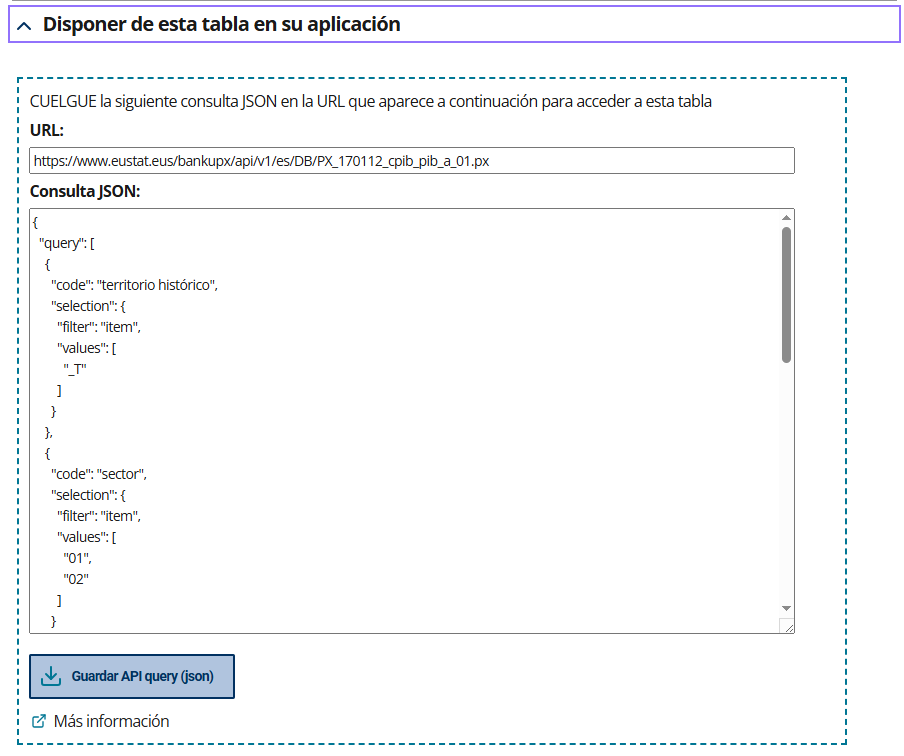 Disponer de esta tabla en su aplicación
CUELGUE la siguiente consulta JSON en la URL que aparece a continuación para acceder a esta tabla
URL:
https://www.eustat.eus/bankupx/api/v1/es/DB/PX_170112_cpib_pib_a_01.px
Consulta JSON:
{
"query": [
{
"code": "territorio histórico",
"selection": {
"filter": "item",
"values": [
"_T"
]
}
},
{
"code": "sector",
"selection": {
"filter": "item",
"values": [
"01",
"02"
]
}
Guardar API query (json)
Más información